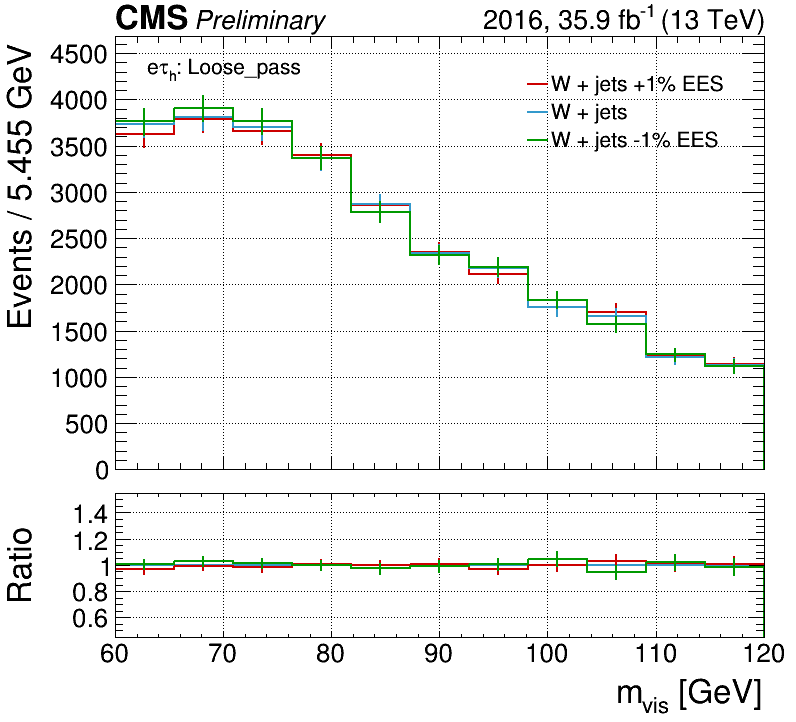 CMS Preliminary 2016, 35.9 fb⁻¹ (13 TeV)
eτₕ: Loose_pass
W + jets +1% EES
W + jets
W + jets -1% EES
Events / 5.455 GeV
4500
4000
3500
3000
2500
2000
1500
1000
500
0
Ratio
1.4
1.2
1
0.8
0.6
60 70 80 90 100 110 120
m_vis [GeV]